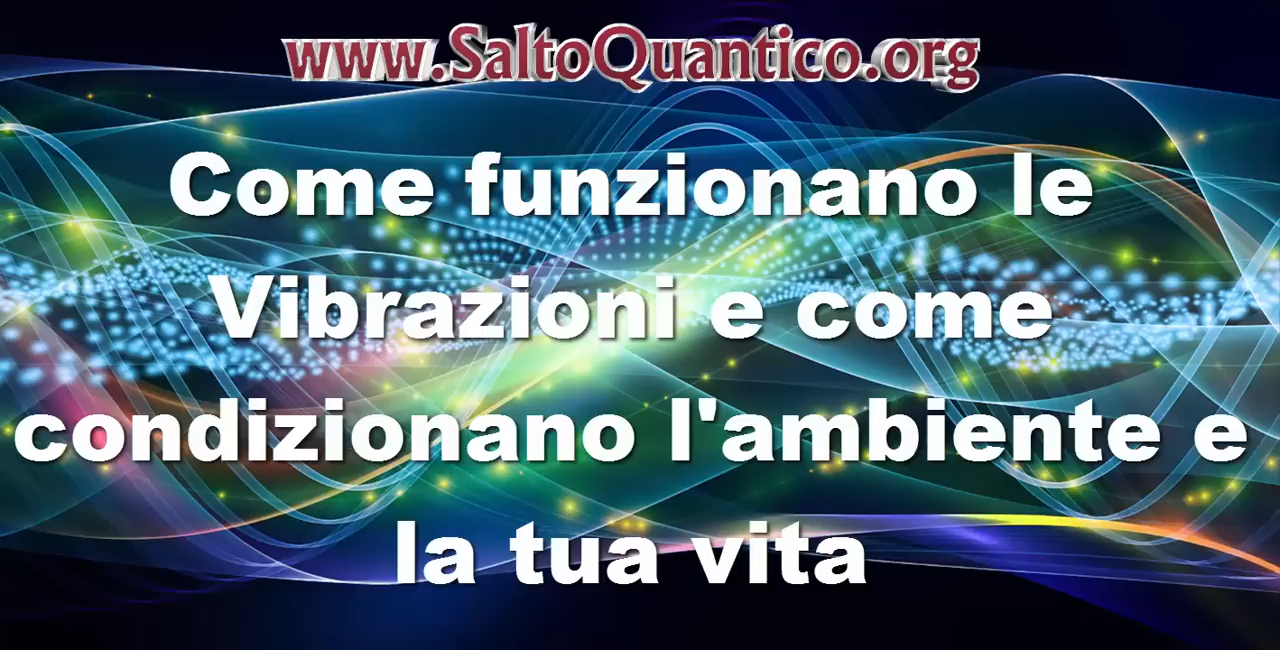 www.SaltoQuantico.org
Come funzionano le
Vibrazioni e come
condizionano l'ambiente e
la tua vita